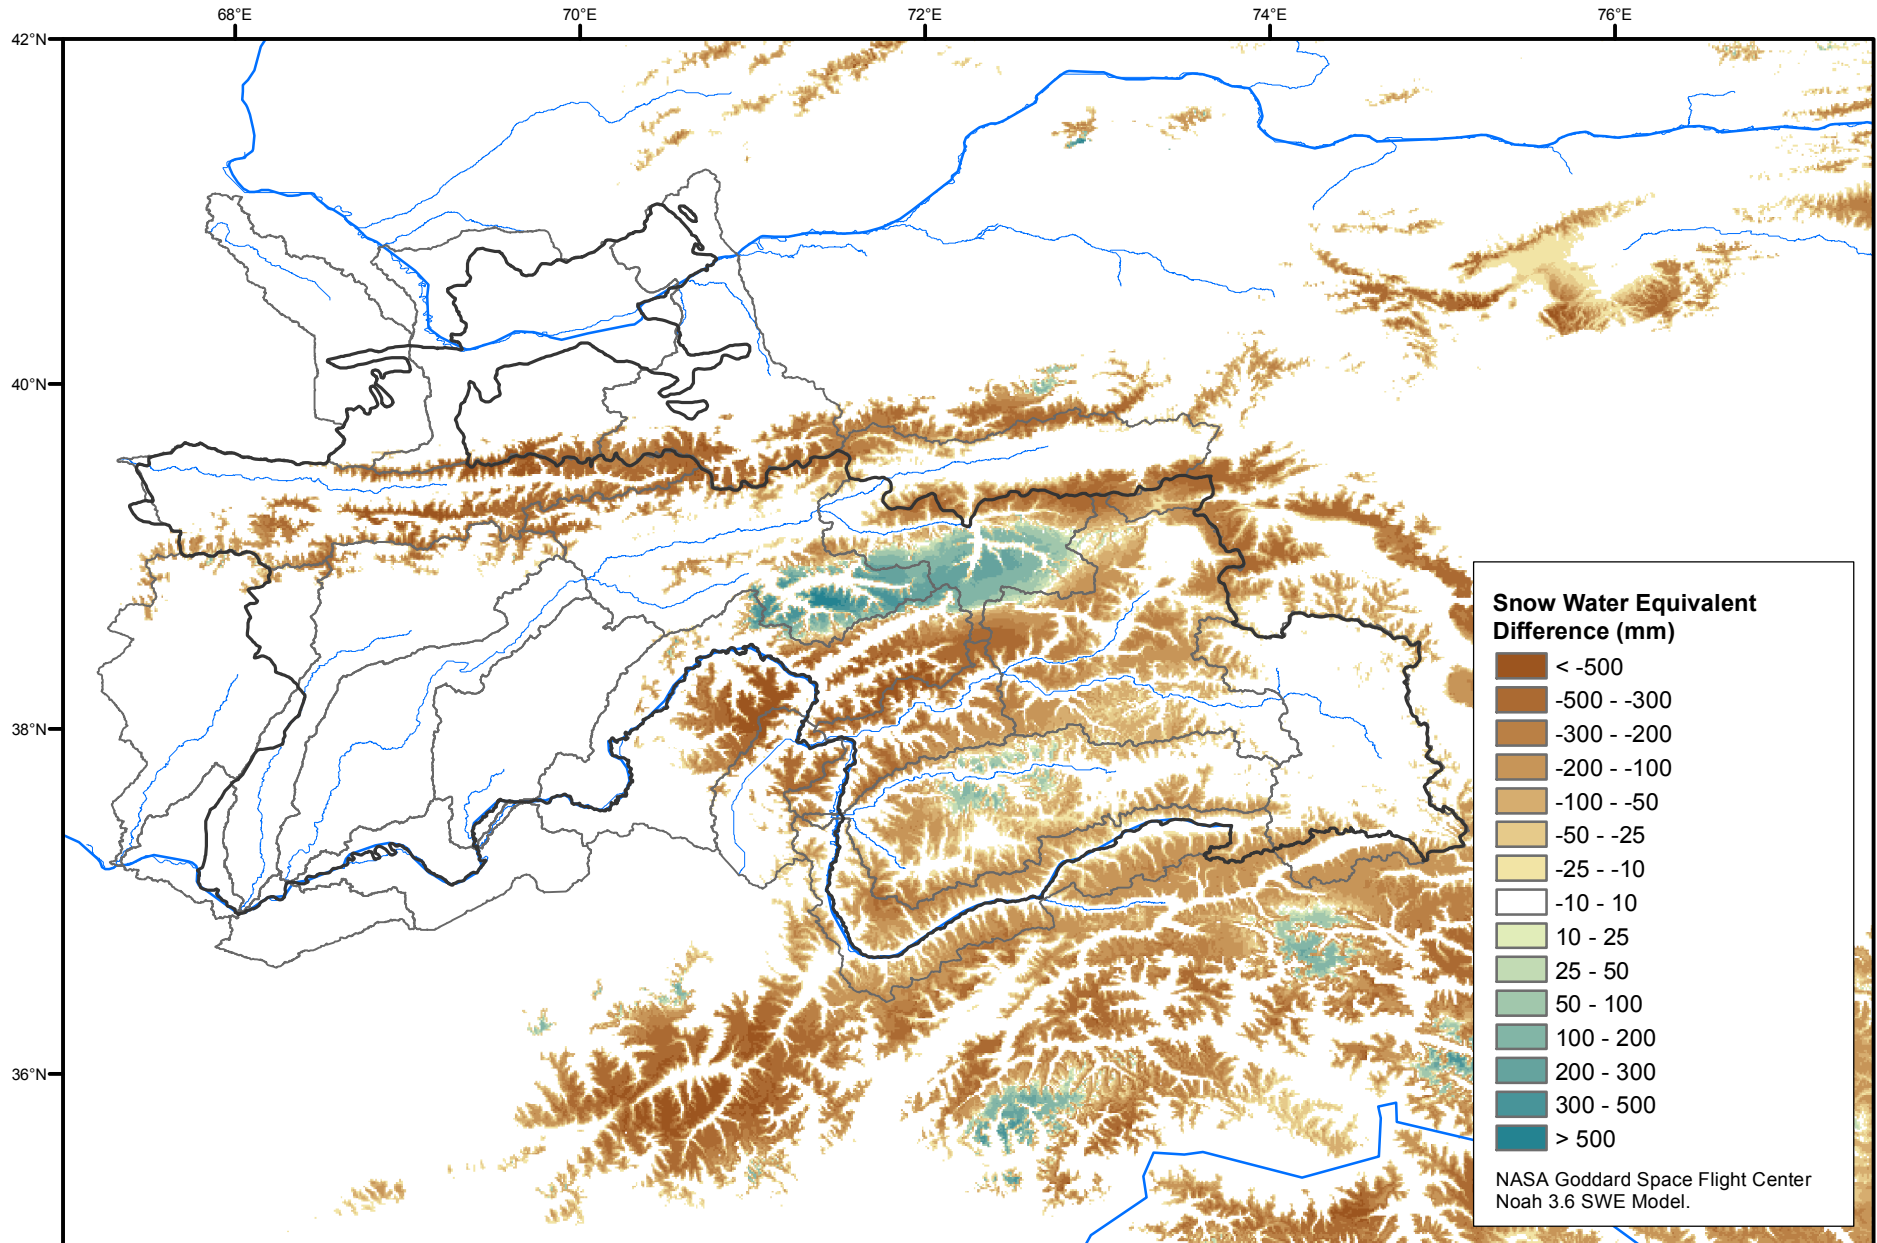 68°E
70°E
72°E
74°E
76°E
42°N
40°N
38°N
36°N
Snow Water Equivalent
Difference (mm)
< -500
-500 - -300
-300 - -200
-200 - -100
-100 - -50
-50 - -25
-25 - -10
-10 - 10
10 - 25
25 - 50
50 - 100
100 - 200
200 - 300
300 - 500
> 500
NASA Goddard Space Flight Center
Noah 3.6 SWE Model.